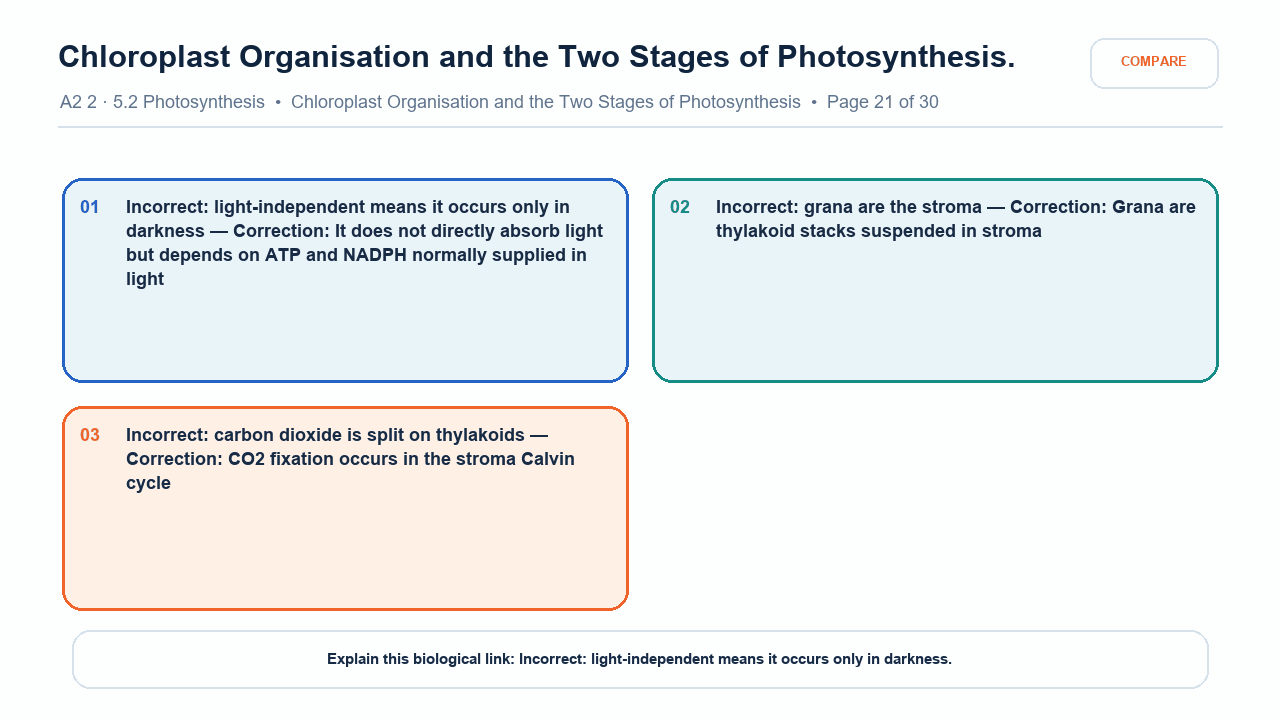 Chloroplast Organisation and the Two Stages of Photosynthesis.
COMPARE
A2 2 · 5.2 Photosynthesis • Chloroplast Organisation and the Two Stages of Photosynthesis • Page 21 of 30
01
Incorrect: light-independent means it occurs only in
darkness — Correction: It does not directly absorb light
but depends on ATP and NADPH normally supplied in
light
02
Incorrect: grana are the stroma — Correction: Grana are
thylakoid stacks suspended in stroma
03
Incorrect: carbon dioxide is split on thylakoids —
Correction: CO2 fixation occurs in the stroma Calvin
cycle
Explain this biological link: Incorrect: light-independent means it occurs only in darkness.